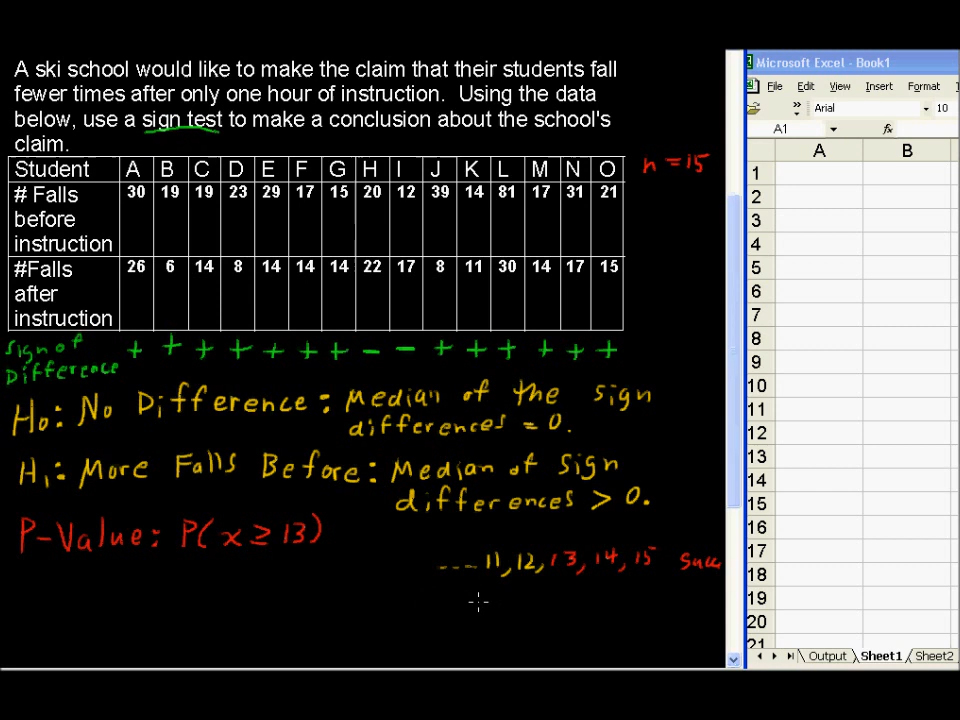 A ski school would like to make the claim that their students fall
fewer times after only one hour of instruction. Using the data
below, use a sign test to make a conclusion about the school's
claim.
Student A B C D E F G H I J K L M N O
n = 15
# Falls before instruction 30 19 19 23 29 17 15 20 12 39 14 81 17 31 21
#Falls after instruction 26 6 14 8 14 14 14 22 17 8 11 30 14 17 15
Sign of Difference + + + + + + + - - + + + + + +
Ho: No Difference: Median of the sign
differences = 0.
H1: More Falls Before: Median of sign
differences > 0.
P-Value: P(x ≥ 13)
--- 11, 12, 13, 14, 15 Succ
Microsoft Excel - Book1
File Edit View Insert Format
» Arial 10
A1 fx
A B
1
2
3
4
5
6
7
8
9
10
11
12
13
14
15
16
17
18
19
20
21
Output Sheet1 Sheet2